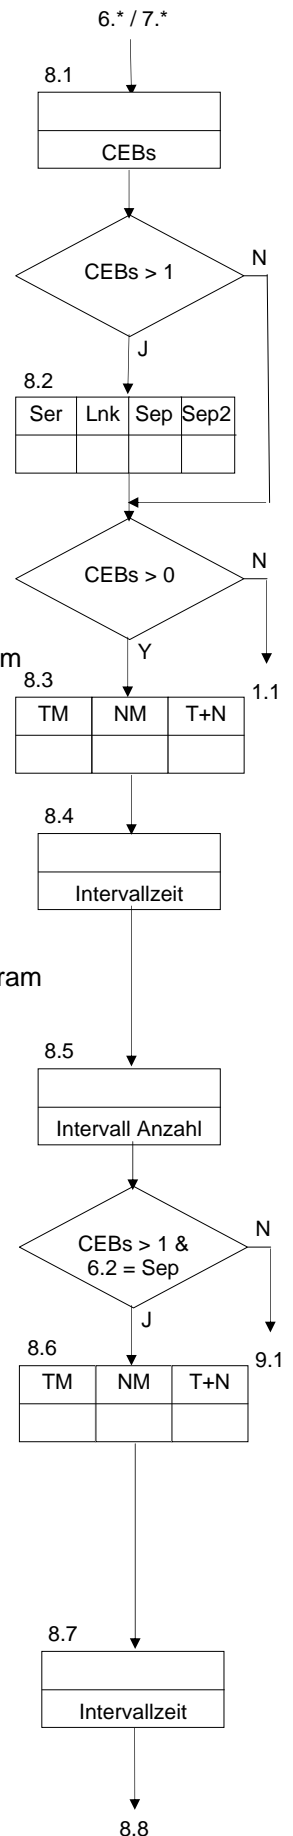 6.* / 7.*
8.1
CEBs
CEBs > 1
N
J
8.2
Ser Lnk Sep Sep2
CEBs > 0
N
Y
m
8.3
1.1
TM NM T+N
8.4
Intervallzeit
ram
8.5
Intervall Anzahl
CEBs > 1 &
6.2 = Sep
N
J
8.6
9.1
TM NM T+N
8.7
Intervallzeit
8.8